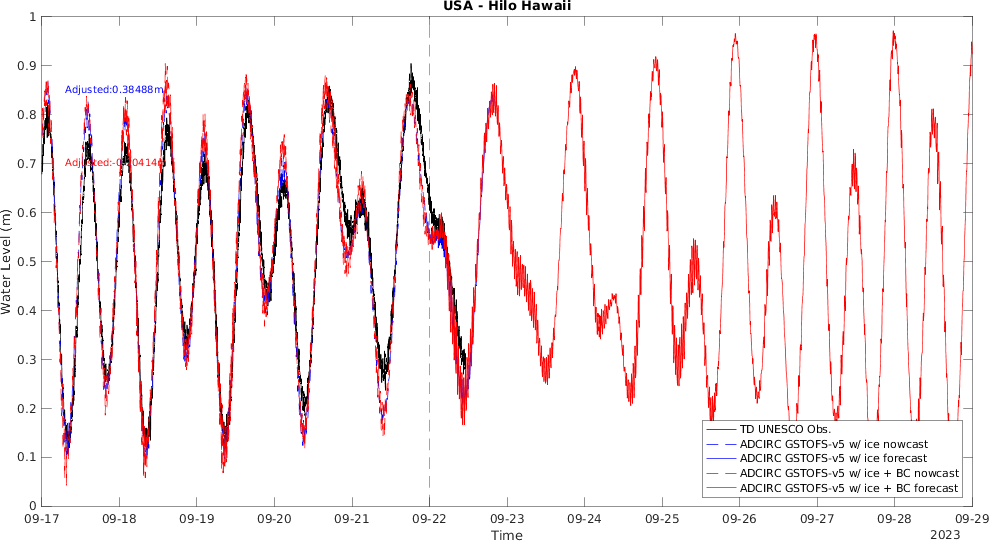 USA - Hilo Hawaii
1
0.9
0.8
0.7
0.6
0.5
0.4
0.3
0.2
0.1
0
Water Level (m)
Adjusted:0.38488m
TD UNESCO Obs.
ADCIRC GSTOFS-v5 w/ ice nowcast
ADCIRC GSTOFS-v5 w/ ice forecast
ADCIRC GSTOFS-v5 w/ ice + BC nowcast
ADCIRC GSTOFS-v5 w/ ice + BC forecast
09-17 09-18 09-19 09-20 09-21 09-22 09-23 09-24 09-25 09-26 09-27 09-28 09-29
Time
2023